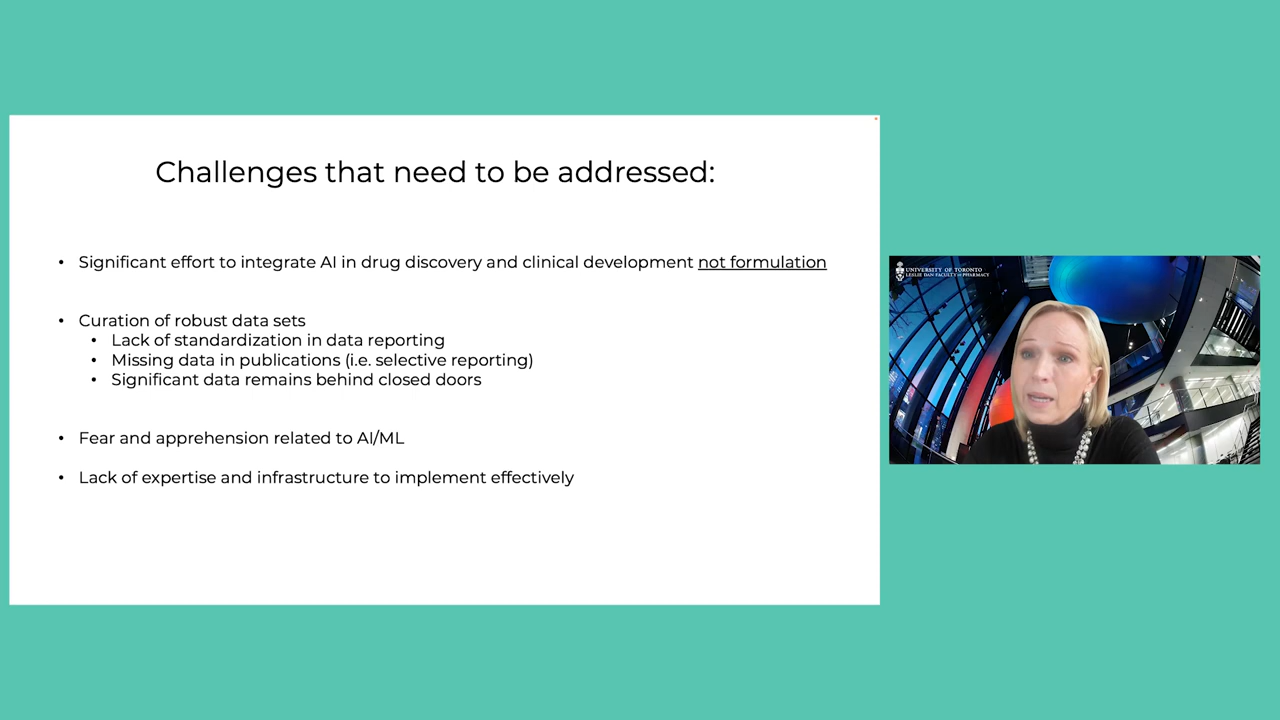 Challenges that need to be addressed:
• Significant effort to integrate AI in drug discovery and clinical development not formulation
• Curation of robust data sets
• Lack of standardization in data reporting
• Missing data in publications (i.e. selective reporting)
• Significant data remains behind closed doors
• Fear and apprehension related to AI/ML
• Lack of expertise and infrastructure to implement effectively
UNIVERSITY OF TORONTO
LESLIE DAN FACULTY OF PHARMACY